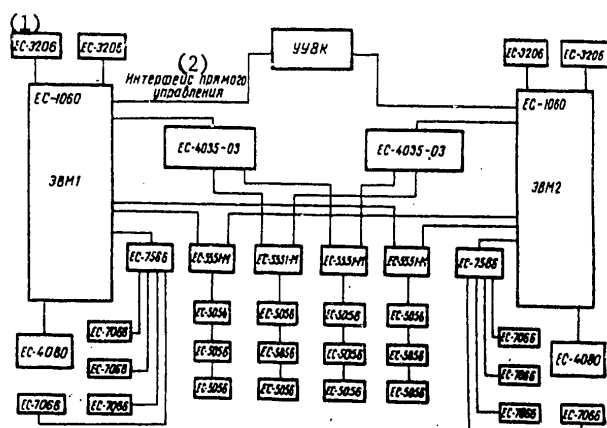 (1)
ЕС-3206 ЕС-3206 УУВК ЕС-3206 ЕС-3206
(2)
Интерфейс прямого
управления
ЕС-1060 ЕС-1060
ЕС-4035-03 ЕС-4035-03
ЭВМ1 ЭВМ2
ЕС-5551-М ЕС-5551-М ЕС-5551-М ЕС-5551-М
ЕС-7566 ЕС-7566
ЕС-5056 ЕС-5056 ЕС-5056 ЕС-5056
ЕС-7066 ЕС-7066
ЕС-4080 ЕС-5056 ЕС-5056 ЕС-5056 ЕС-5056 ЕС-4080
ЕС-7066 ЕС-7066
ЕС-5056 ЕС-5056 ЕС-5056 ЕС-5056
ЕС-7066 ЕС-7066 ЕС-7066 ЕС-7066